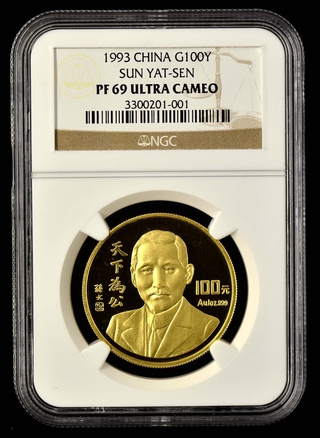 1993 CHINA G100Y
SUN YAT-SEN
PF 69 ULTRA CAMEO
3300201-001
NGC
天下為公
孫文
100元
Au1oz.999